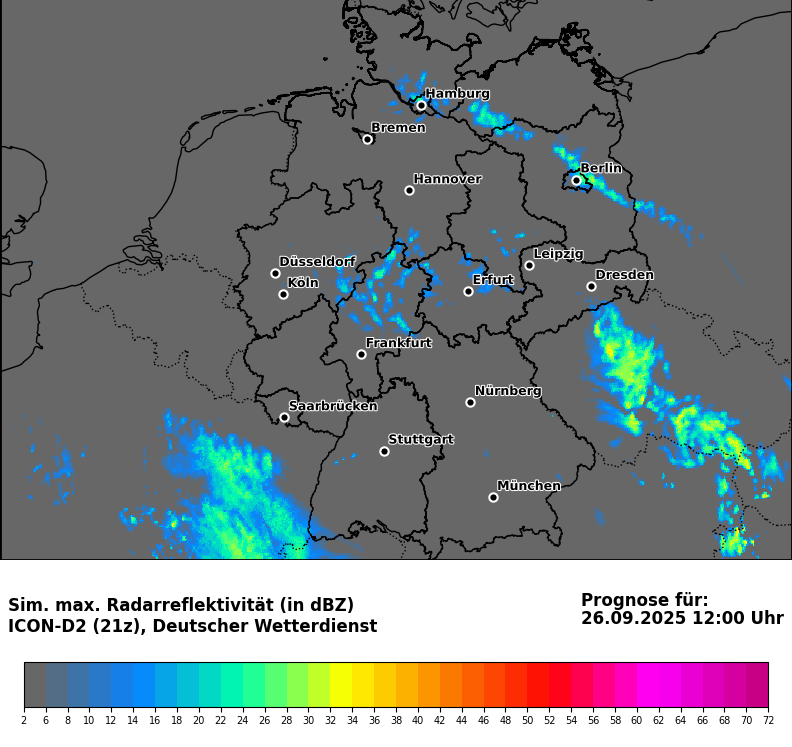 Hamburg
Bremen
Berlin
Hannover
Düsseldorf
Leipzig
Köln
Erfurt
Dresden
Frankfurt
Nürnberg
Saarbrücken
Stuttgart
München
Sim. max. Radarreflektivität (in dBZ)
ICON-D2 (21z), Deutscher Wetterdienst
Prognose für:
26.09.2025 12:00 Uhr
2 6 8 10 12 14 16 18 20 22 24 26 28 30 32 34 36 38 40 42 44 46 48 50 52 54 56 58 60 62 64 66 68 70 72